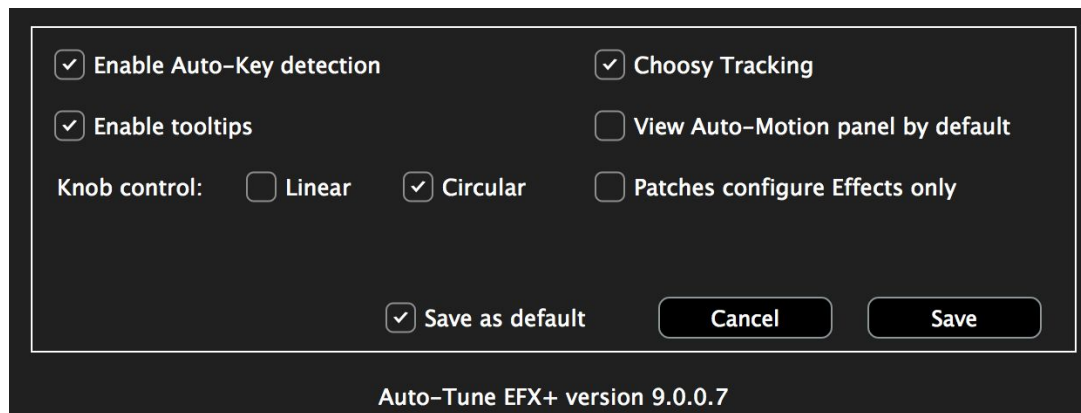 Enable Auto-Key detection
Choosy Tracking
Enable tooltips
View Auto-Motion panel by default
Knob control: Linear Circular
Patches configure Effects only
Save as default
Cancel
Save
Auto-Tune EFX+ version 9.0.0.7